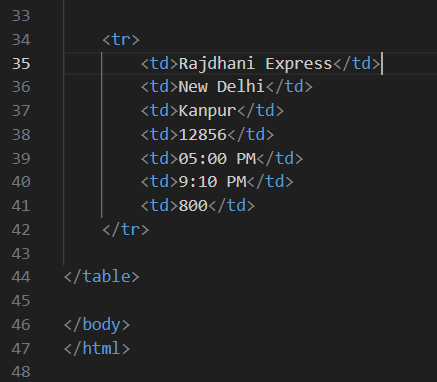 33
34 <tr>
35 <td>Rajdhani Express</td>
36 <td>New Delhi</td>
37 <td>Kanpur</td>
38 <td>12856</td>
39 <td>05:00 PM</td>
40 <td>9:10 PM</td>
41 <td>800</td>
42 </tr>
43
44 </table>
45
46 </body>
47 </html>
48